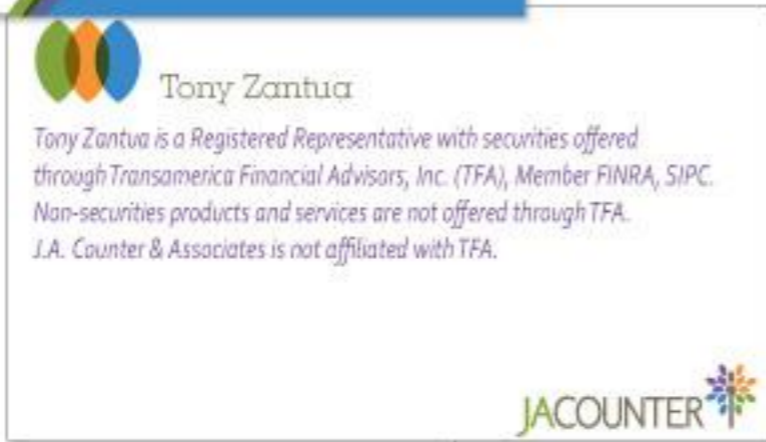 Tony Zantua
Tony Zantua is a Registered Representative with securities offered
through Transamerica Financial Advisors, Inc. (TFA), Member FINRA, SIPC.
Non-securities products and services are not offered through TFA.
J.A. Counter & Associates is not affiliated with TFA.
JACOUNTER